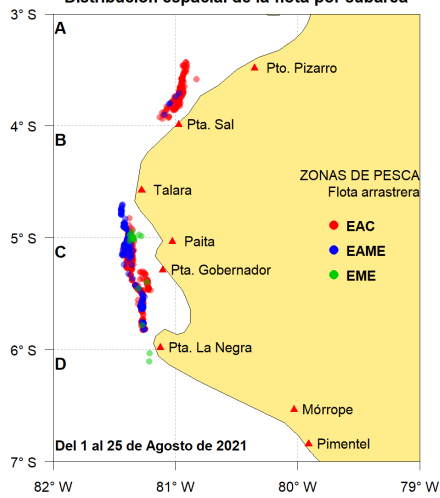 Distribución espacial de la flota por subárea
3° S
A
Pto. Pizarro
4° S
Pta. Sal
B
ZONAS DE PESCA
Flota arrastrera
Talara
EAC
5° S
Paita
C
EAME
Pta. Gobernador
EME
6° S
Pta. La Negra
D
Mórrope
Del 1 al 25 de Agosto de 2021
Pimentel
7° S
82° W
81° W
80° W
79° W